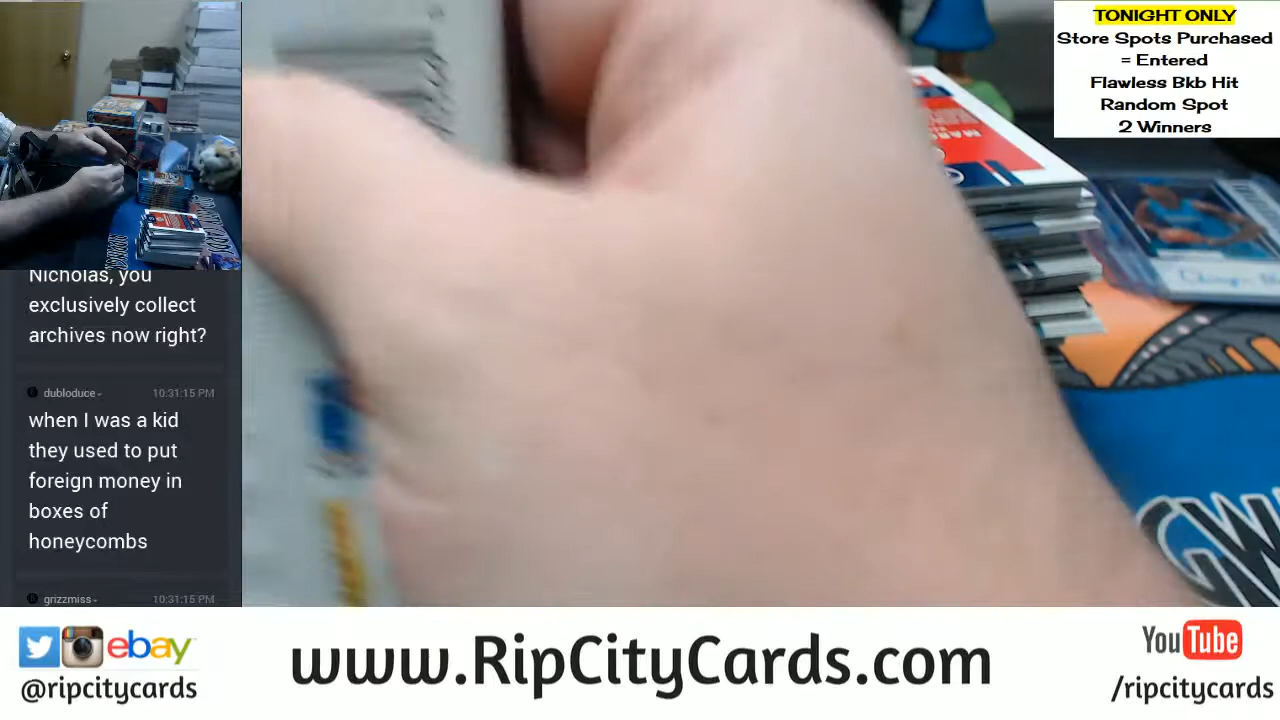 TONIGHT ONLY
Store Spots Purchased
= Entered
Flawless Bkb Hit
Random Spot
2 Winners
Nicholas, you
exclusively collect
archives now right?
dubloduce
10:31:15 PM
when I was a kid
they used to put
foreign money in
boxes of
honeycombs
grizzmiss
10:31:15 PM
ebay
@ripcitycards
www.RipCityCards.com
YouTube
/ripcitycards